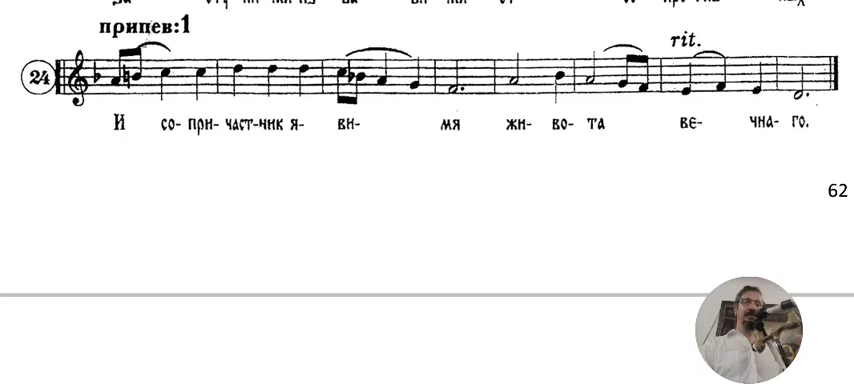 припев:1
rit.
24
И со- при- част-ник я- ви- мя жи- во- та ве- чна- го.
62